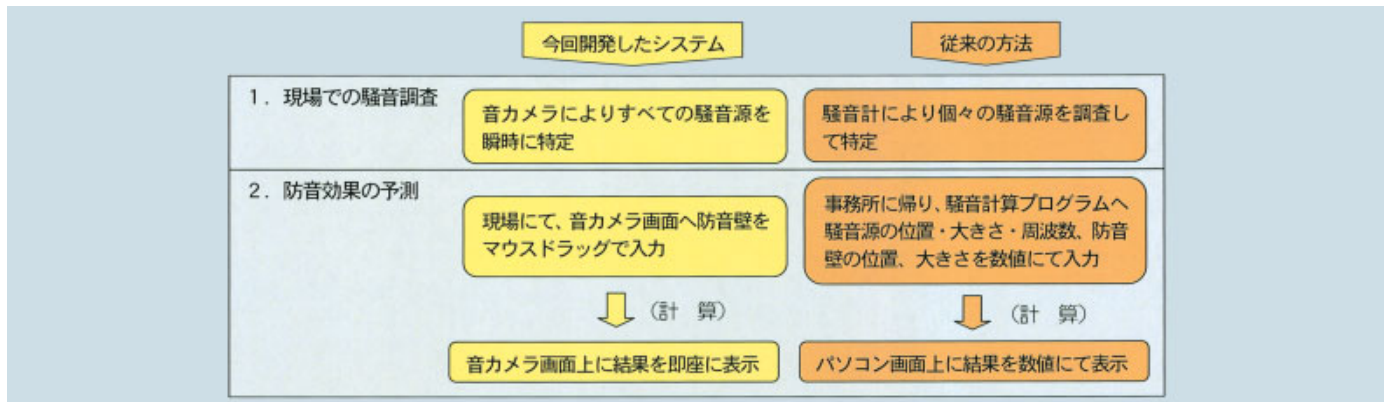 今回開発したシステム
従来の方法
1．現場での騒音調査
音カメラによりすべての騒音源を
瞬時に特定
騒音計により個々の騒音源を調査し
て特定
2．防音効果の予測
現場にて、音カメラ画面へ防音壁を
マウスドラッグで入力
事務所に帰り、騒音計算プログラムへ
騒音源の位置・大きさ・周波数、防音
壁の位置、大きさを数値にて入力
（計　算）
（計　算）
音カメラ画面上に結果を即座に表示
パソコン画面上に結果を数値にて表示